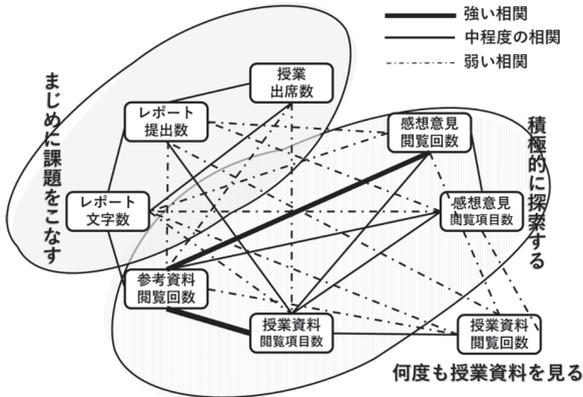 強い相関
中程度の相関
弱い相関
まじめに課題をこなす
授業
出席数
レポート
提出数
感想意見
閲覧回数
積極的に探索する
レポート
文字数
感想意見
閲覧項目数
参考資料
閲覧回数
授業資料
閲覧項目数
授業資料
閲覧回数
何度も授業資料を見る